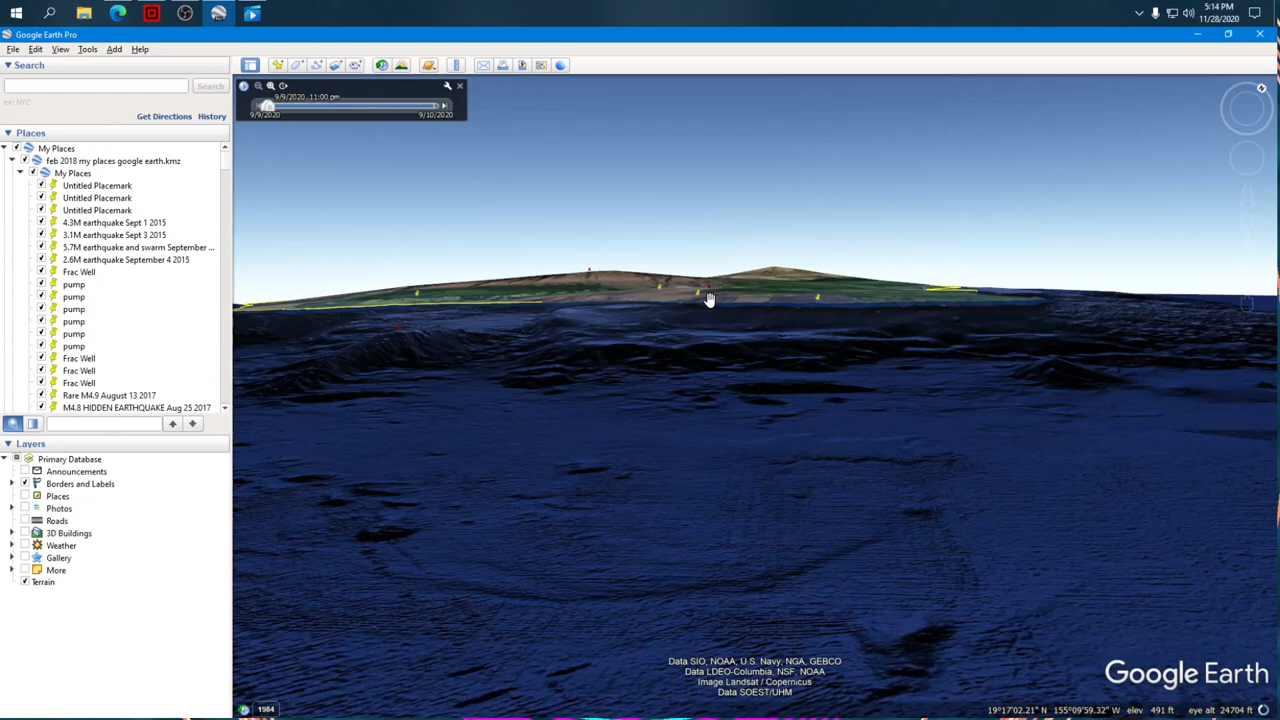 5:14 PM
11/28/2020
Google Earth Pro
File Edit View Tools Add Help
Search
Search
ex: NYC
Get Directions History
Places
My Places
feb 2018 my places google earth.kmz
My Places
Untitled Placemark
Untitled Placemark
Untitled Placemark
4.3M earthquake Sept 1 2015
3.1M earthquake Sept 3 2015
5.7M earthquake and swarm September ...
2.6M earthquake September 4 2015
Frac Well
pump
pump
pump
pump
pump
pump
Frac Well
Frac Well
Frac Well
Rare M4.9 August 13 2017
M4.8 HIDDEN EARTHQUAKE Aug 25 2017
Layers
Primary Database
Announcements
Borders and Labels
Places
Photos
Roads
3D Buildings
Weather
Gallery
More
Terrain
9/9/2020 11:00 pm
9/9/2020 9/10/2020
Data SIO, NOAA, U.S. Navy, NGA, GEBCO
Data LDEO-Columbia, NSF, NOAA
Image Landsat / Copernicus
Data SOEST/UHM
Google Earth
1984
19°17'02.21" N 155°09'59.32" W elev 491 ft eye alt 24704 ft